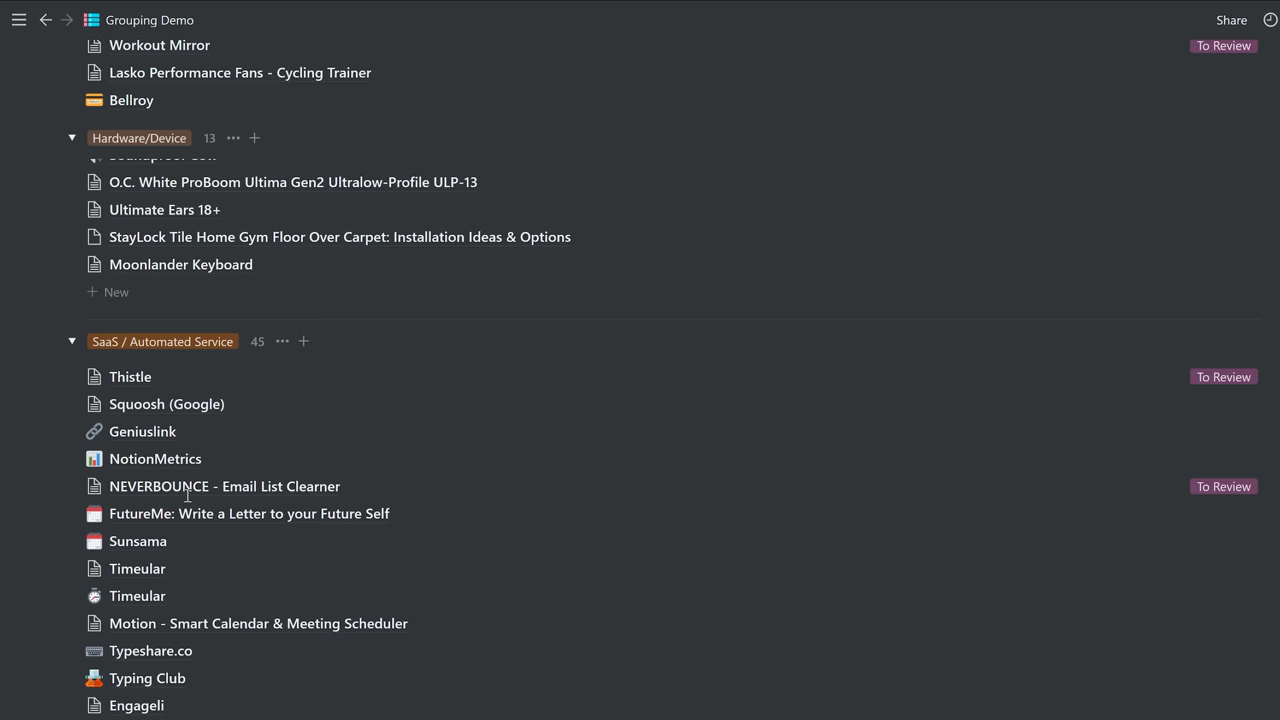 Grouping Demo
Share
Workout Mirror
To Review
Lasko Performance Fans - Cycling Trainer
Bellroy
Hardware/Device 13
O.C. White ProBoom Ultima Gen2 Ultralow-Profile ULP-13
Ultimate Ears 18+
StayLock Tile Home Gym Floor Over Carpet: Installation Ideas & Options
Moonlander Keyboard
+ New
SaaS / Automated Service 45
Thistle
To Review
Squoosh (Google)
Geniuslink
NotionMetrics
NEVERBOUNCE - Email List Clearner
To Review
FutureMe: Write a Letter to your Future Self
Sunsama
Timeular
Timeular
Motion - Smart Calendar & Meeting Scheduler
Typeshare.co
Typing Club
Engageli